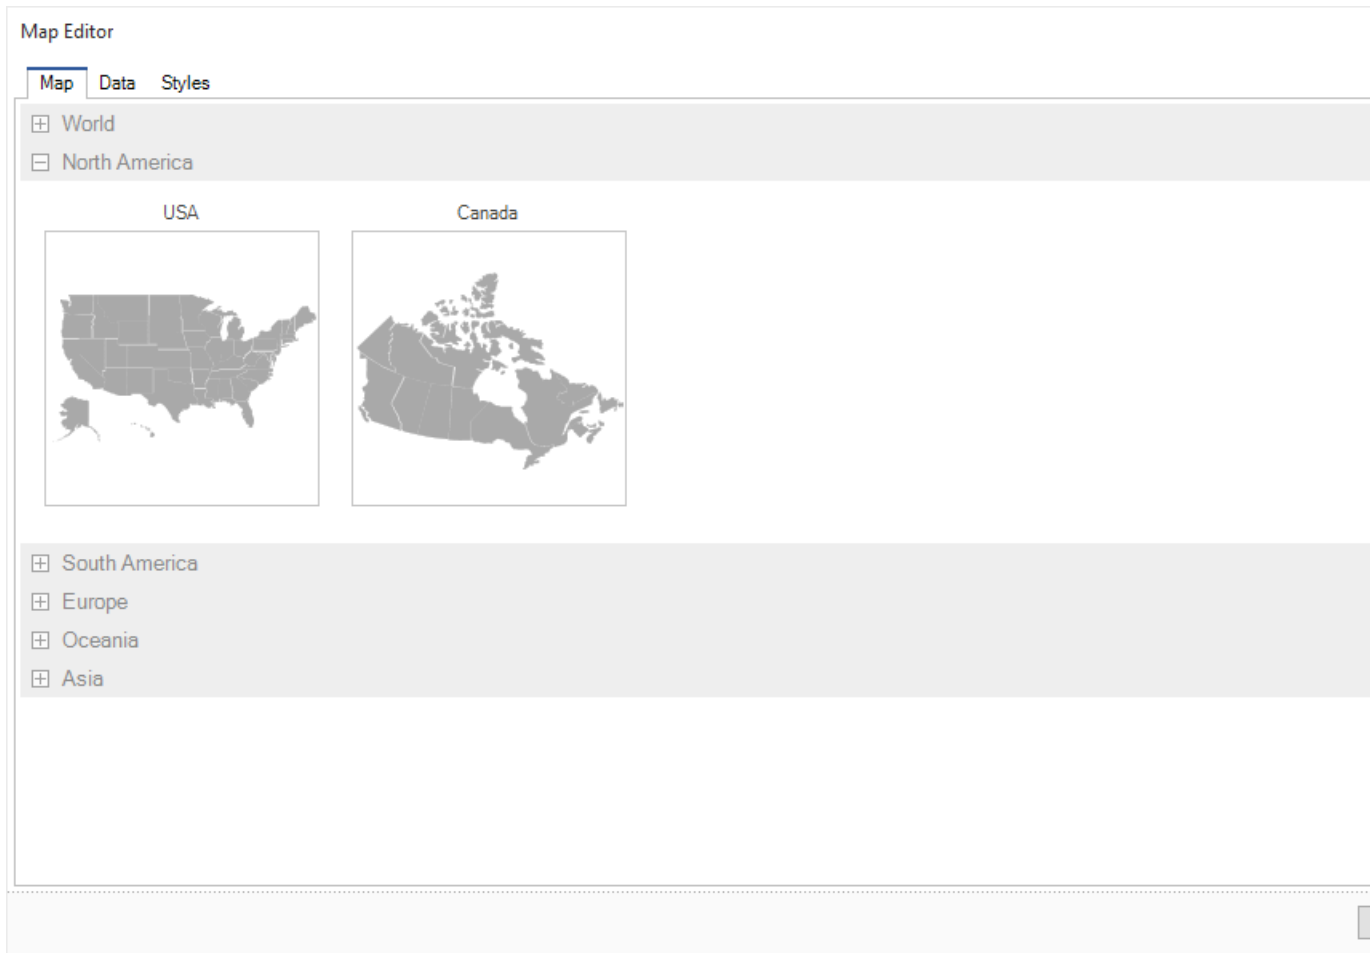 Map Editor
Map Data Styles
World
North America
USA Canada
South America
Europe
Oceania
Asia